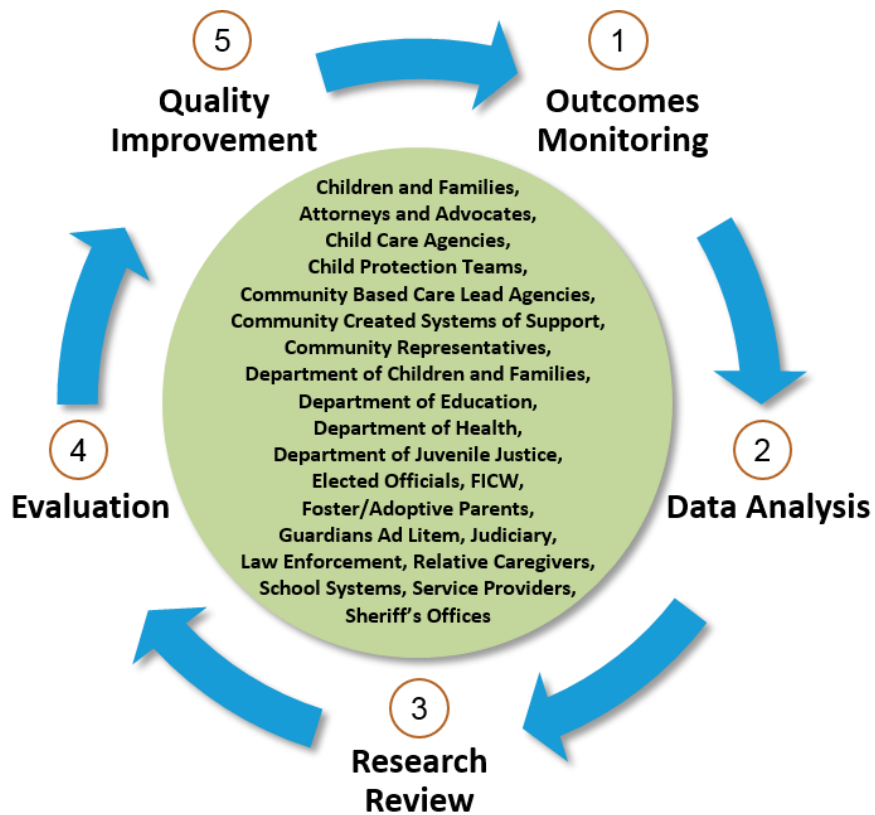 5
Quality
Improvement
1
Outcomes
Monitoring
Children and Families,
Attorneys and Advocates,
Child Care Agencies,
Child Protection Teams,
Community Based Care Lead Agencies,
Community Created Systems of Support,
Community Representatives,
Department of Children and Families,
Department of Education,
Department of Health,
Department of Juvenile Justice,
Elected Officials, FICW,
Foster/Adoptive Parents,
Guardians Ad Litem, Judiciary,
Law Enforcement, Relative Caregivers,
School Systems, Service Providers,
Sheriff’s Offices
4
Evaluation
2
Data Analysis
3
Research
Review